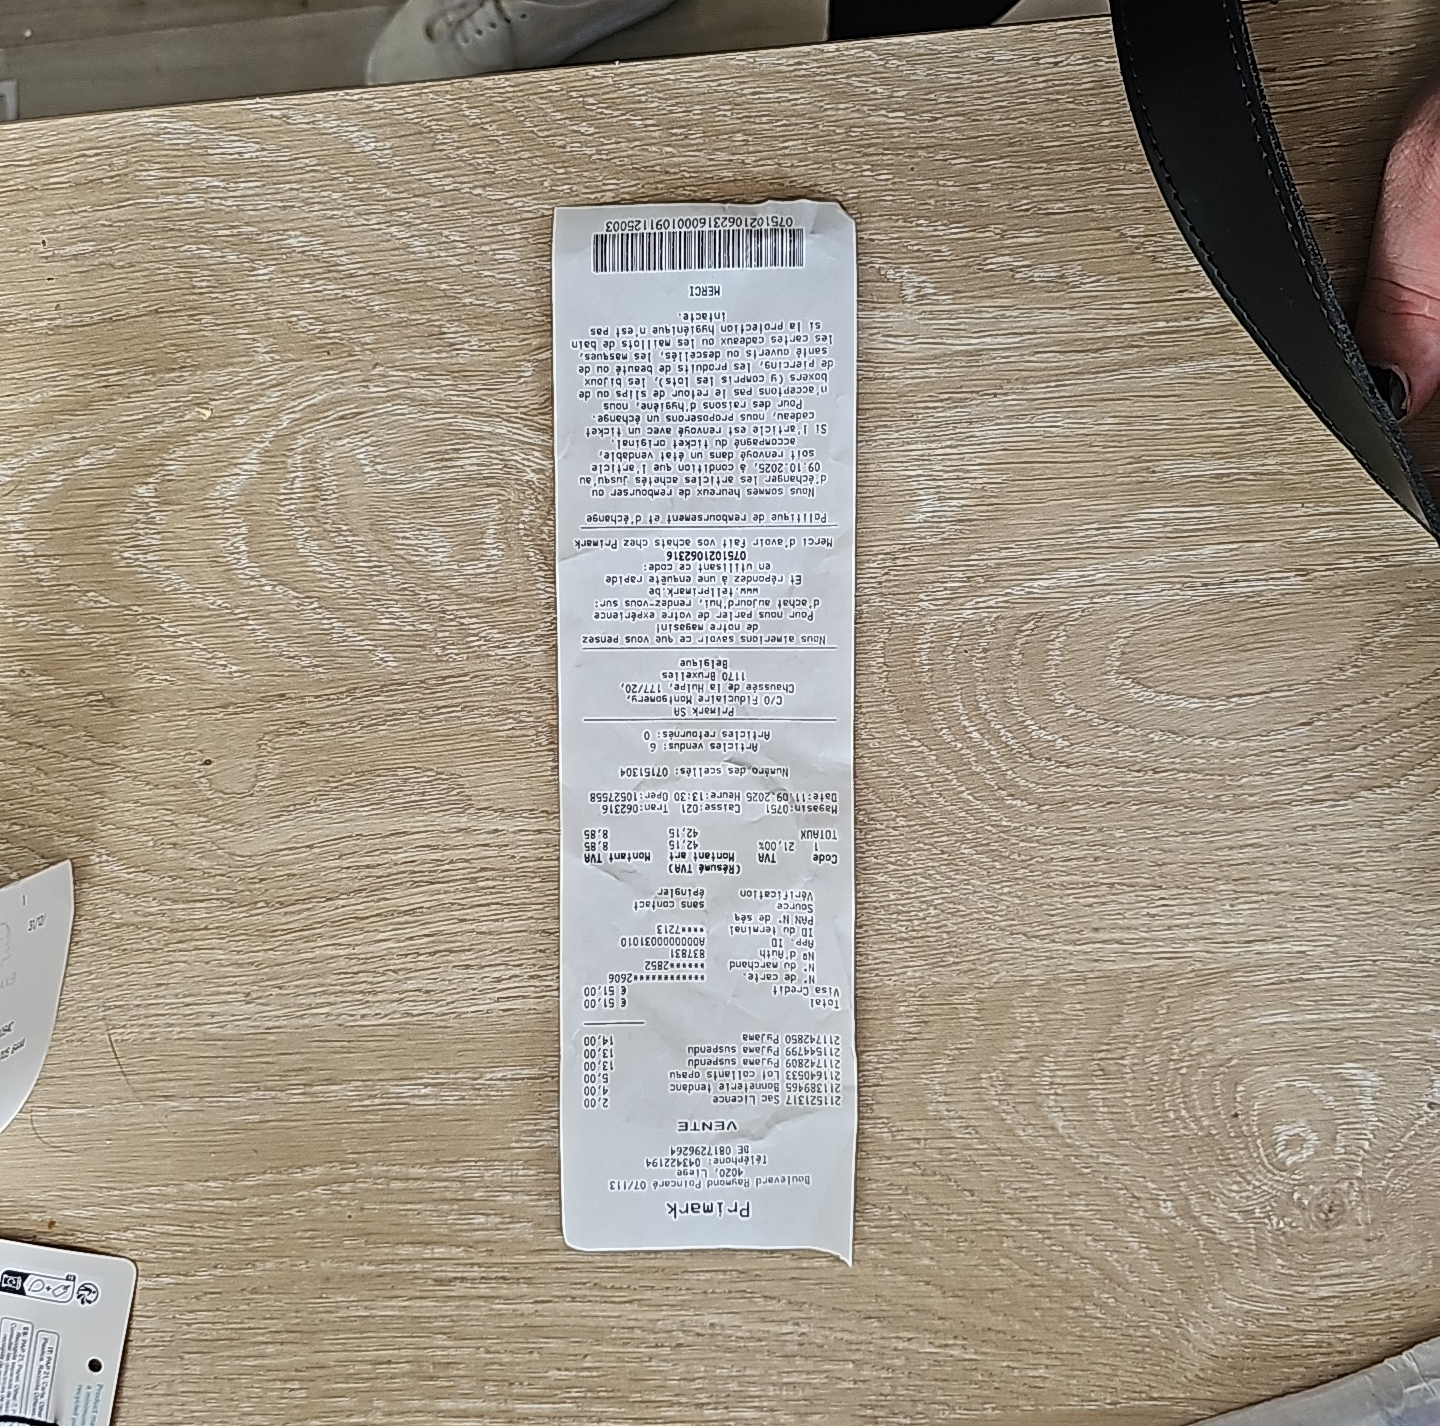 Primark
Boulevard Raymond Poincaré 07/113
4020, Liege
Téléphone: 043422194
BE 0817296264
VENTE
211521317 Sac Licence 2,00
211389465 Bonneterie tendanc 4,00
211640533 Lot collants opaqu 5,00
211742809 Pyjama suspendu 13,00
211544799 Pyjama suspendu 13,00
211742850 Pyjama 14,00
Total € 51,00
Visa Credit € 51,00
N° de carte. ************2606
N° du marchand ******2852
No d'Auth 837831
App. ID A0000000031010
ID du terminal ****7213
PAN N° de séq
Source sans contact
Vérification épingler
(Résumé TVA)
Code TVA Montant art Montant TVA
1 21,00% 42,15 8,85
TOTAUX 42,15 8,85
Magasin:0751 Caisse:021 Tran:062316
Date:11.09.2025 Heure:13:30 Oper:10527558
Numéro des scellés: 07151304
Articles vendus: 6
Articles retournés: 0
Primark SA
C/O Fiduciaire Montgomery,
Chaussée de la Hulpe, 177/20,
1170 Bruxelles
Belgique
Nous aimerions savoir ce que vous pensez
de notre magasin!
Pour nous parler de votre expérience
d'achat aujourd'hui, rendez-vous sur:
www.tellprimark.be
Et répondez à une enquête rapide
en utilisant ce code:
0751021062316
Merci d'avoir fait vos achats chez Primark
Politique de remboursement et d'échange
Nous sommes heureux de rembourser ou
d'échanger les articles achetés jusqu'au
09.10.2025, à condition que l'article
soit renvoyé dans un état vendable,
accompagné du ticket original.
Si l'article est renvoyé avec un ticket
cadeau, nous proposerons un échange.
Pour des raisons d'hygiène, nous
n'acceptons pas le retour de slips ou de
boxers (y compris les lots), les bijoux
de piercing, les produits de beauté ou de
santé ouverts ou descellés, les masques,
les cartes cadeaux ou les maillots de bain
si la protection hygiénique n'est pas
intacte.
MERCI
0751021062316000109112​5003